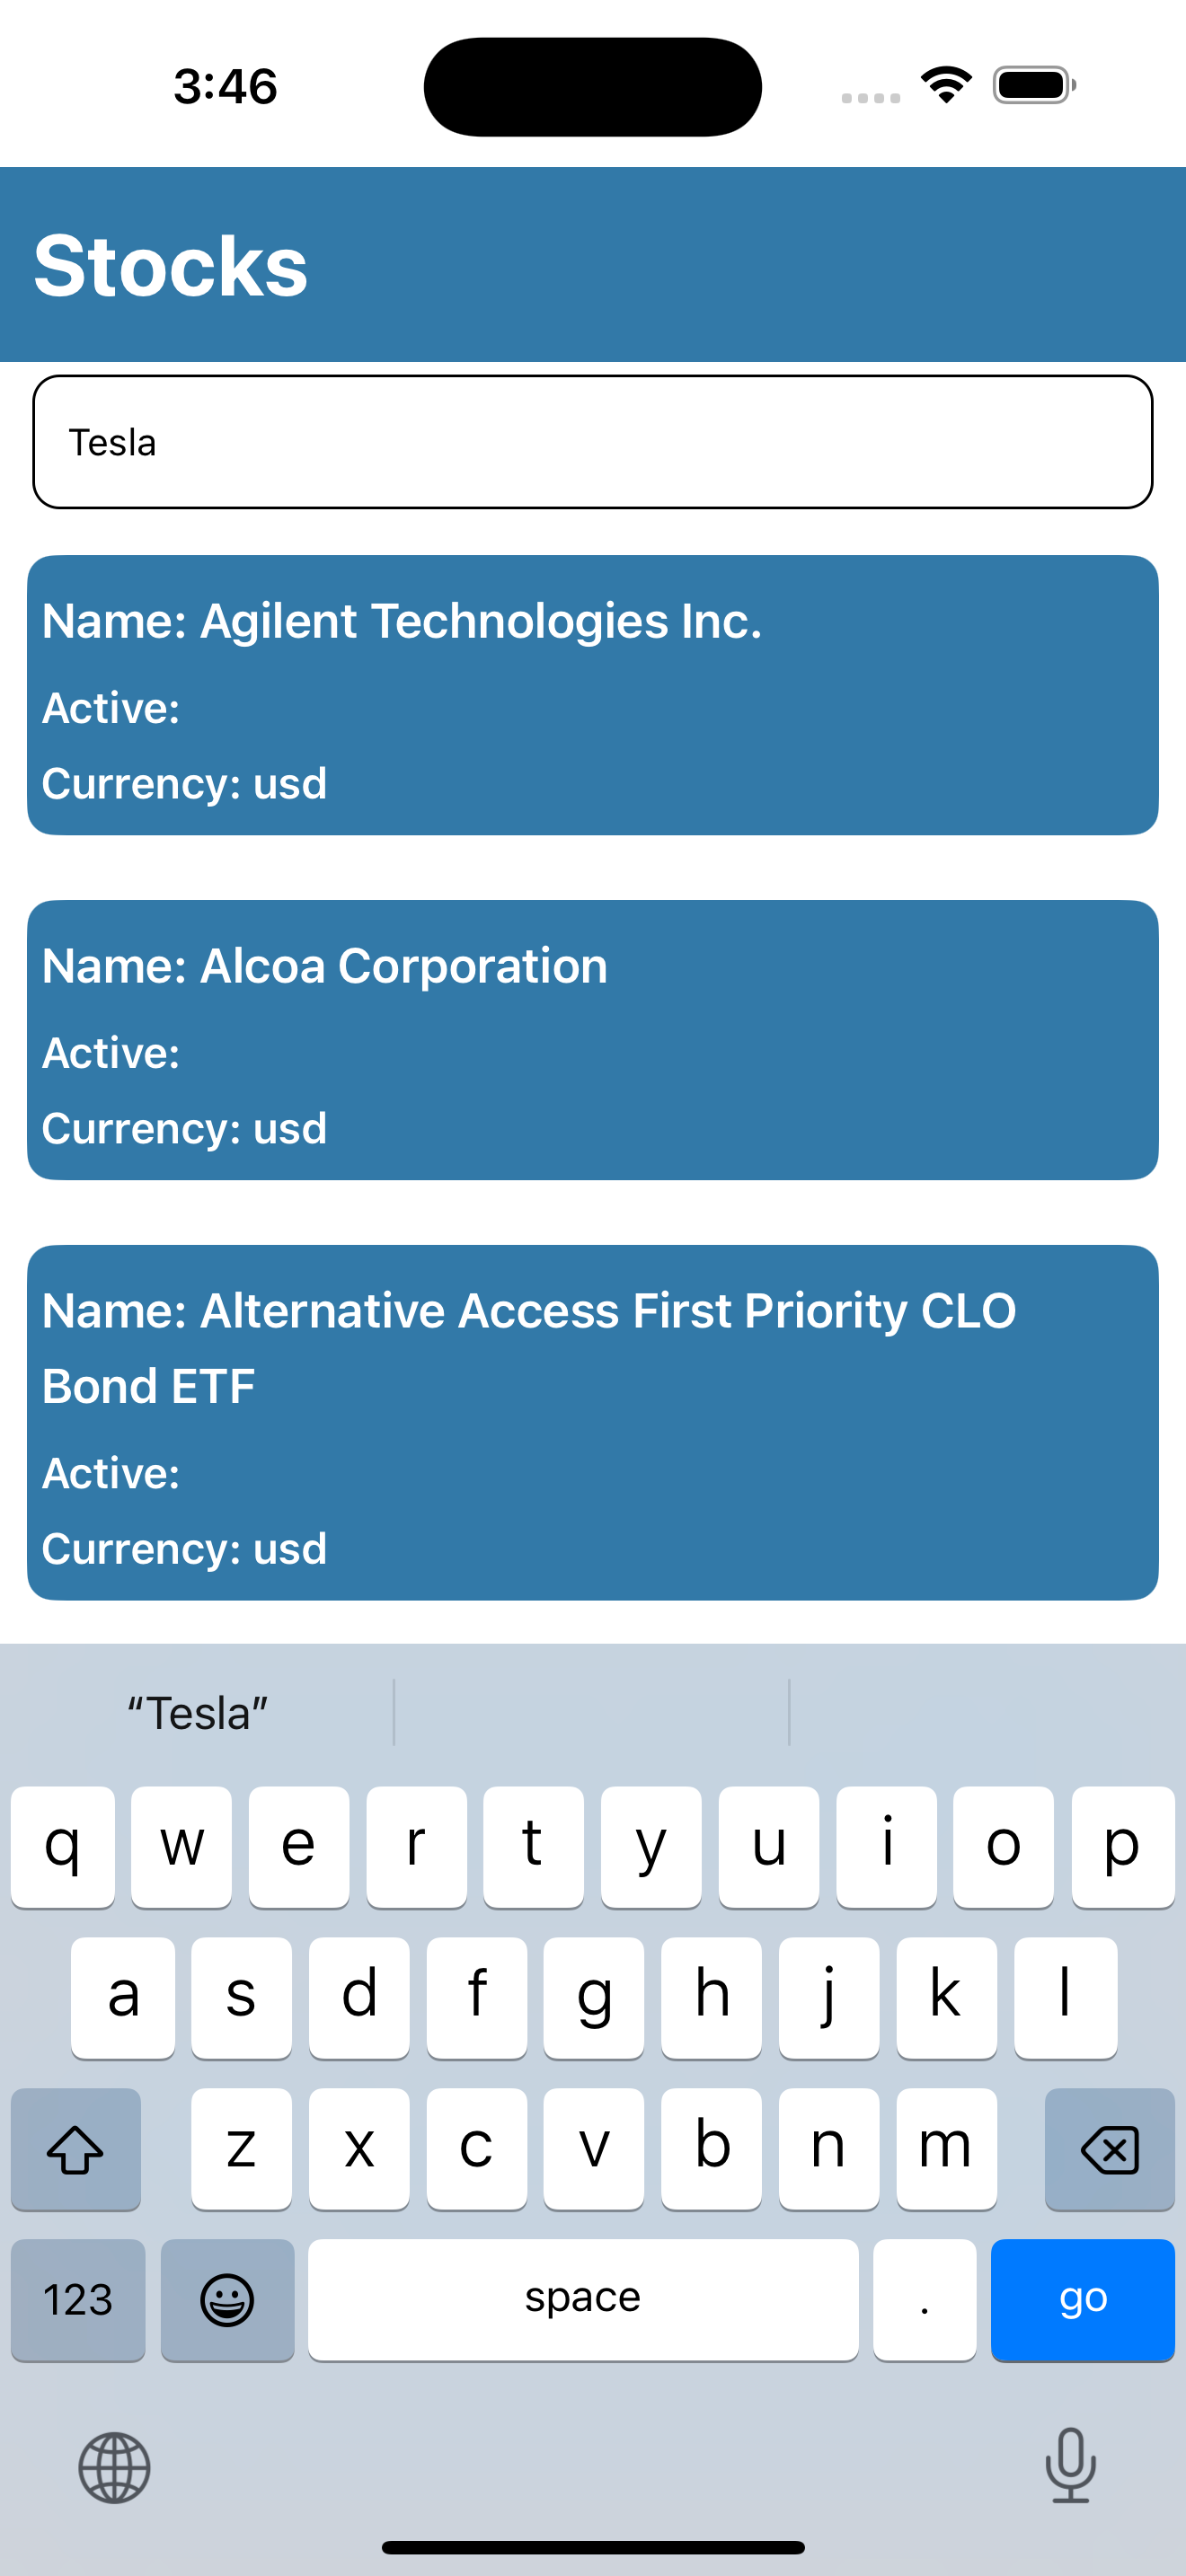 3:46
Stocks
Tesla
Name: Agilent Technologies Inc.
Active:
Currency: usd
Name: Alcoa Corporation
Active:
Currency: usd
Name: Alternative Access First Priority CLO
Bond ETF
Active:
Currency: usd
“Tesla”
q w e r t y u i o p
a s d f g h j k l
z x c v b n m
123 space . go